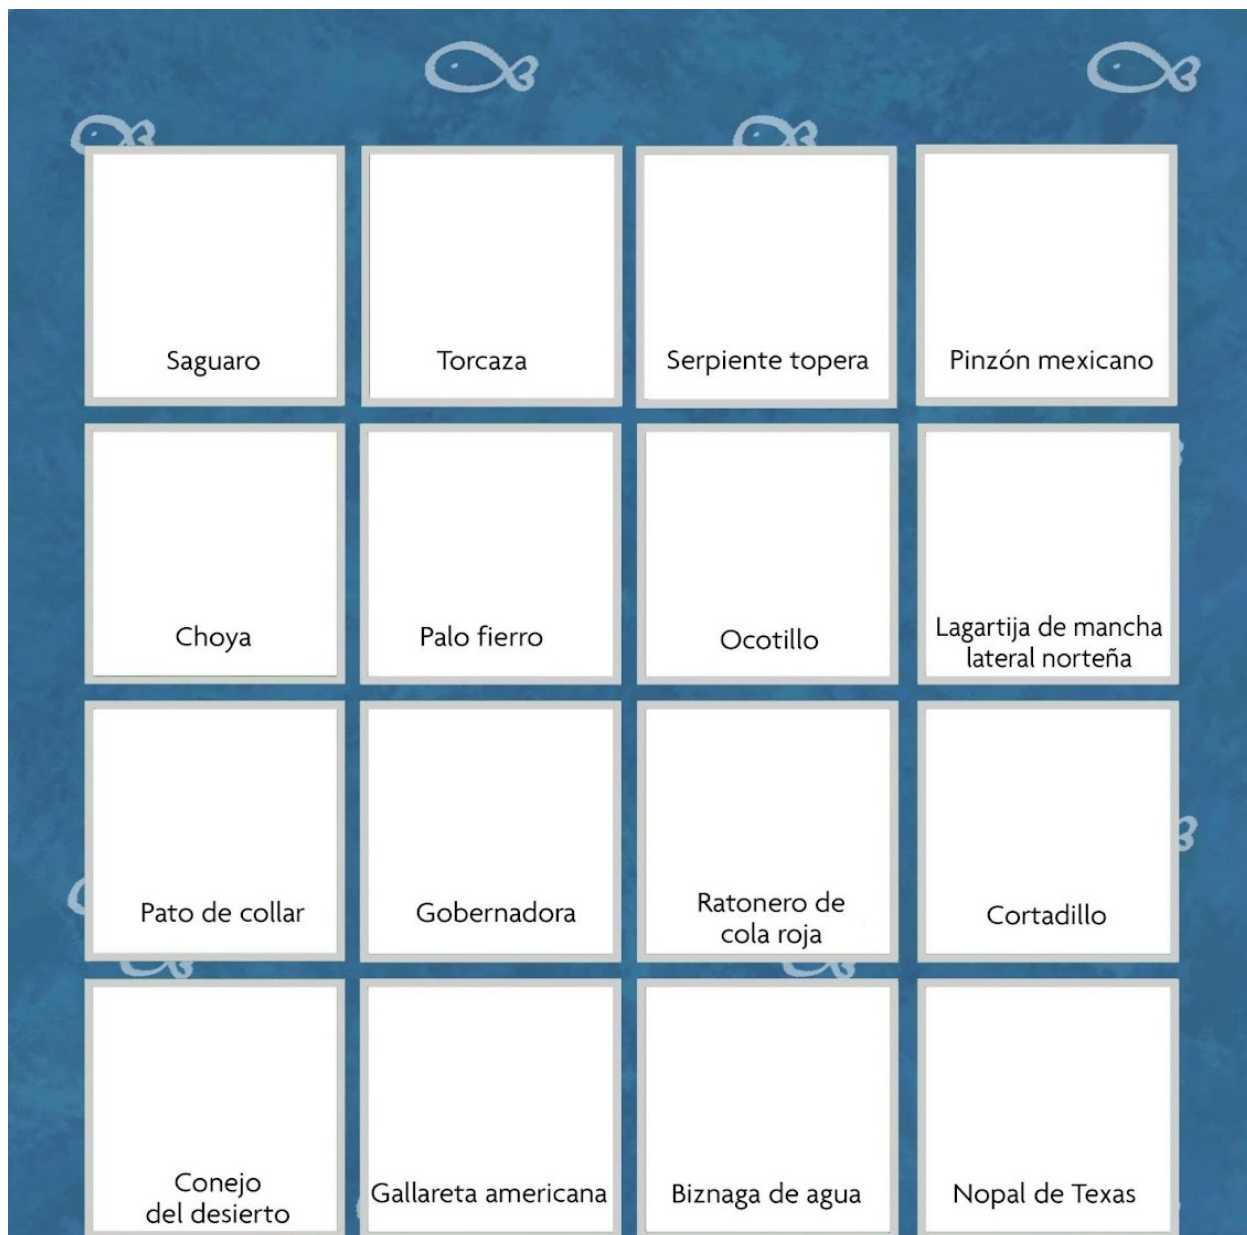 Saguaro
Torcaza
Serpiente topera
Pinzón mexicano
Choya
Palo fierro
Ocotillo
Lagartija de mancha
lateral norteña
Pato de collar
Gobernadora
Ratonero de
cola roja
Cortadillo
Conejo
del desierto
Gallareta americana
Biznaga de agua
Nopal de Texas